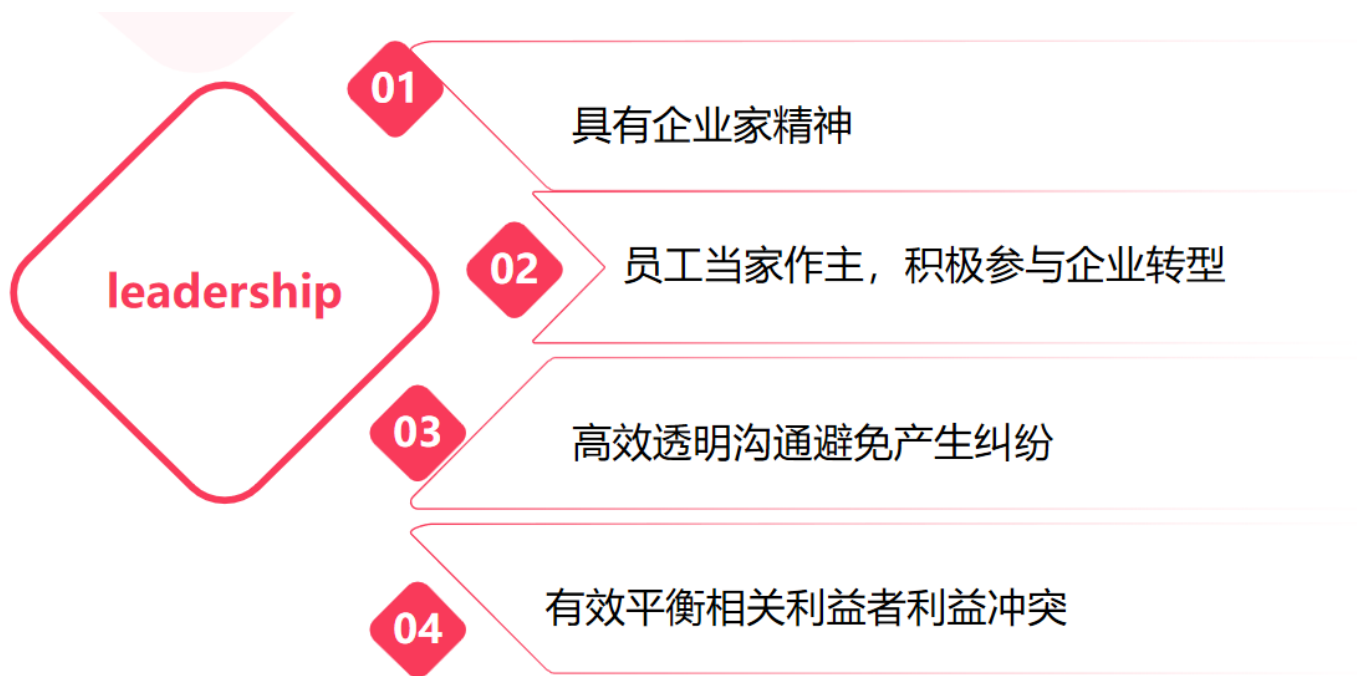 leadership
01
具有企业家精神
02
员工当家作主，积极参与企业转型
03
高效透明沟通避免产生纠纷
04
有效平衡相关利益者利益冲突